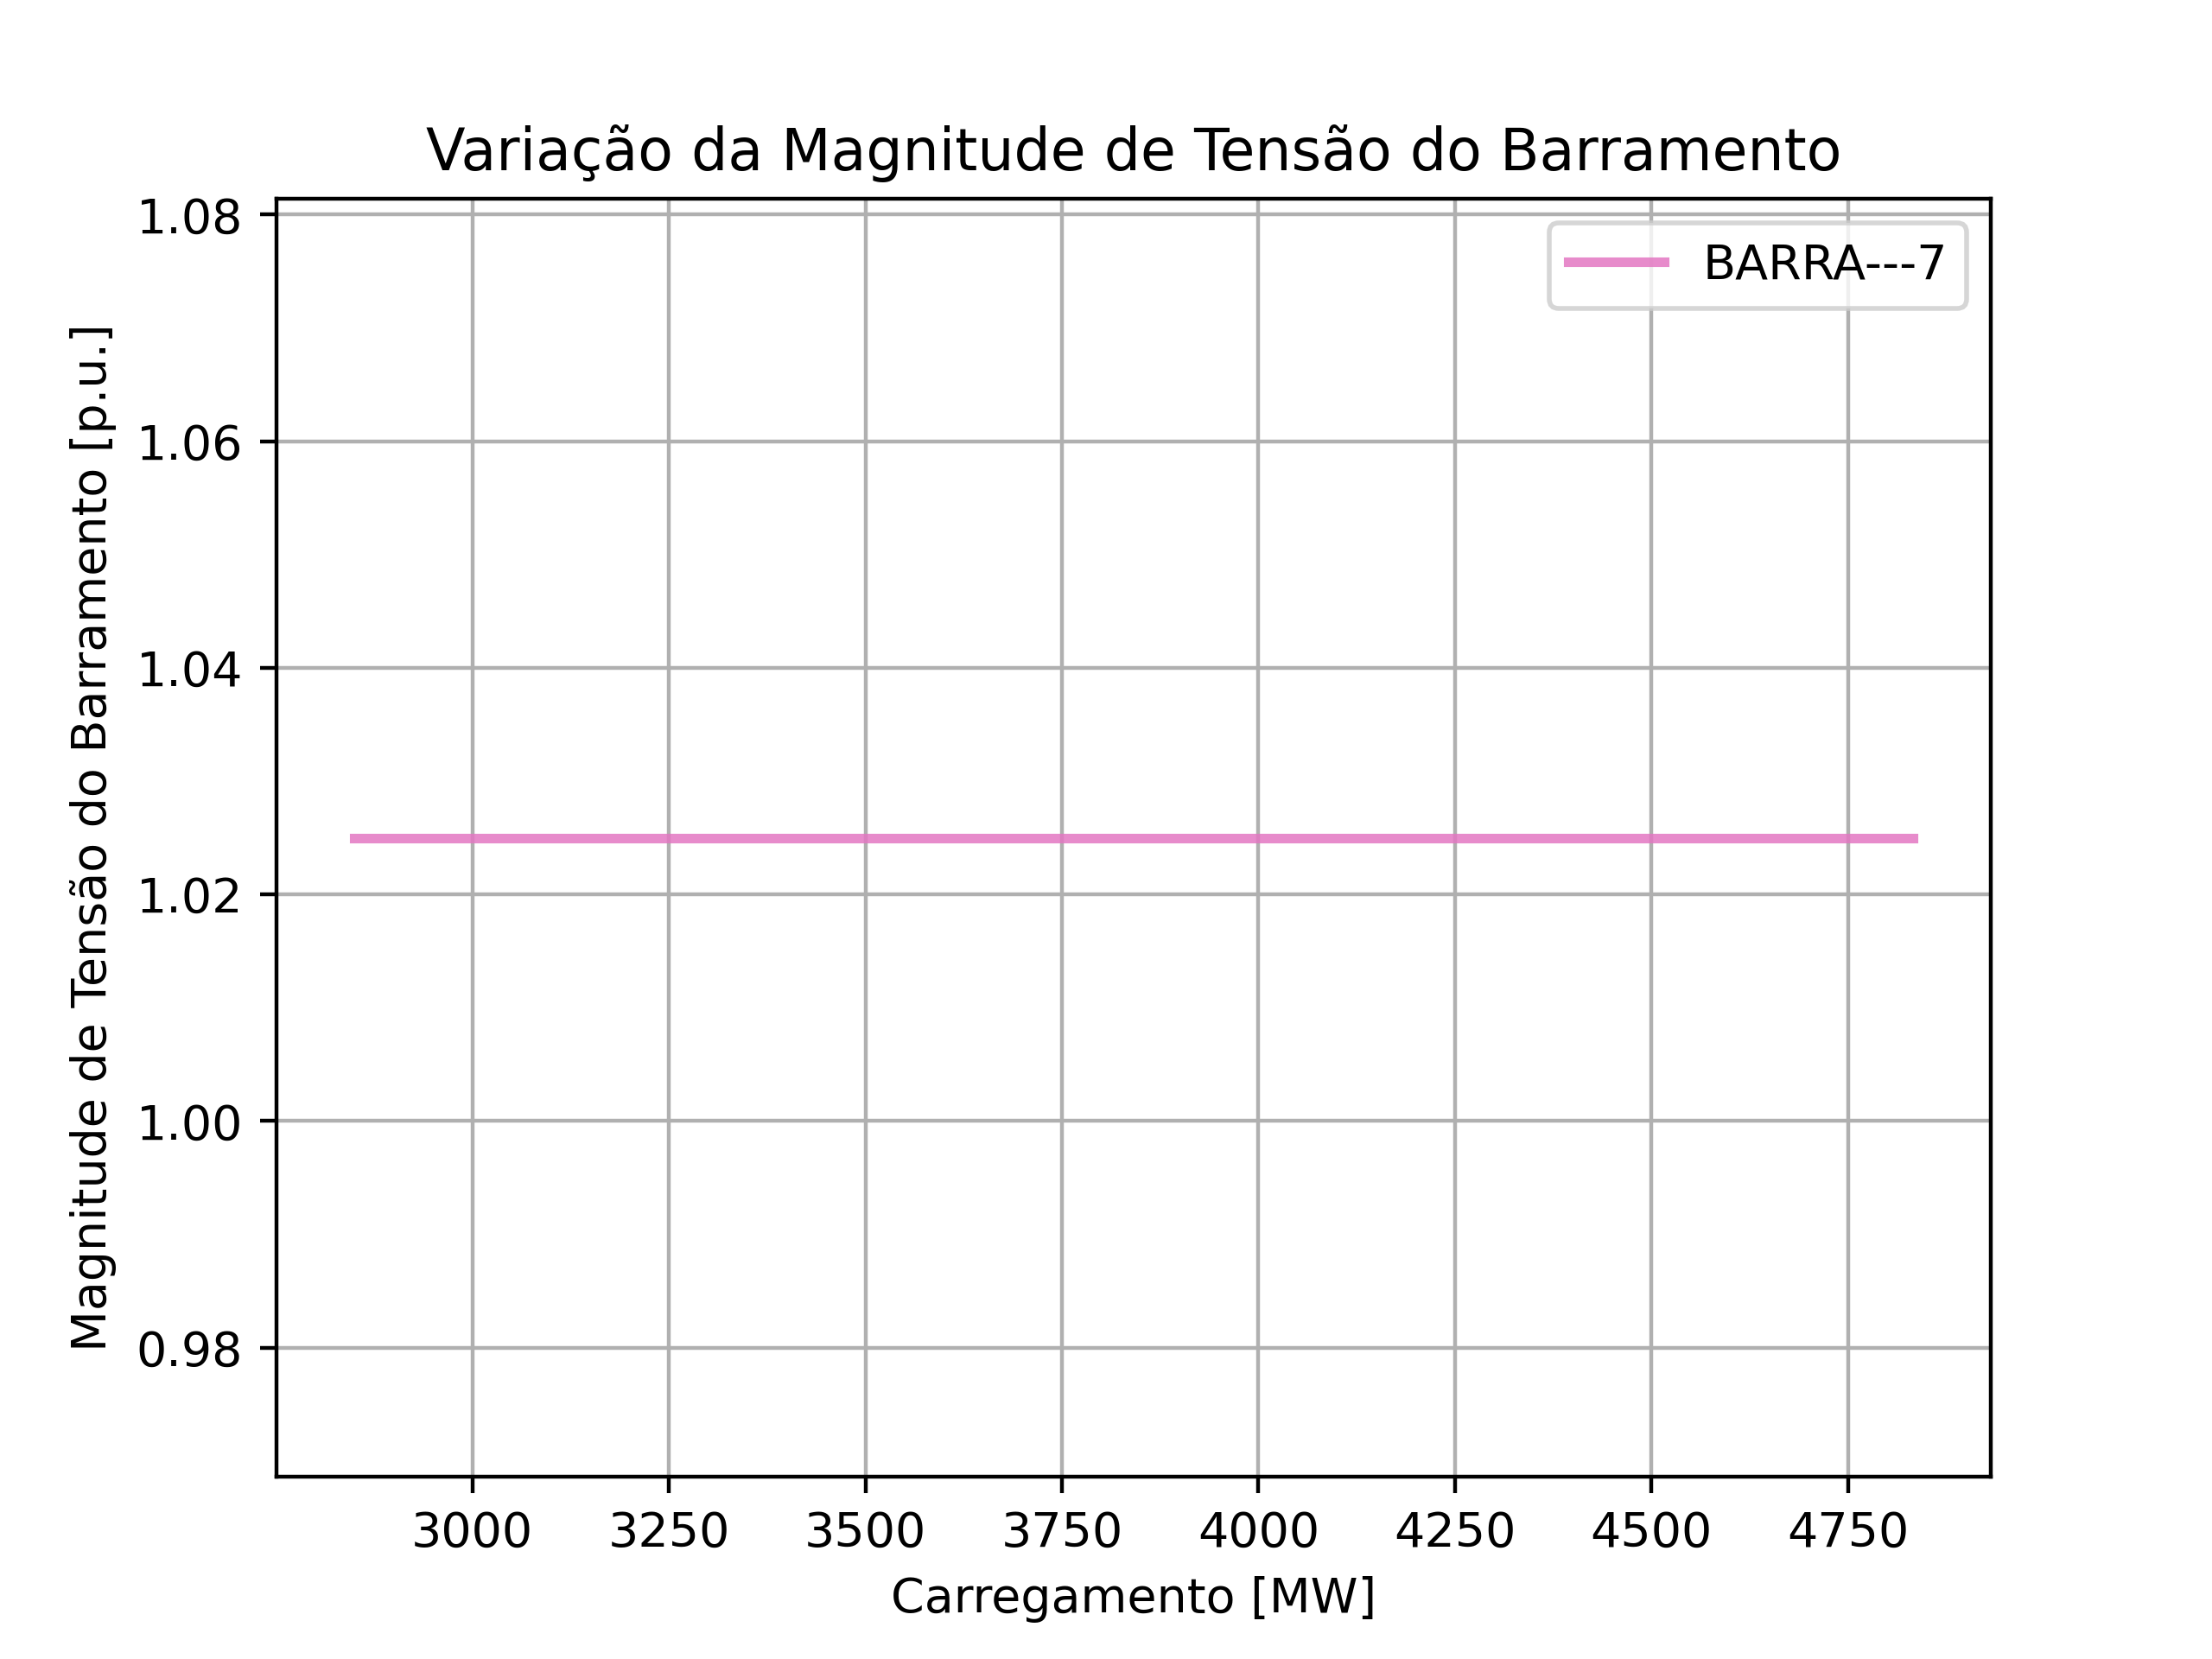 Variação da Magnitude de Tensão do Barramento
BARRA---7
Magnitude de Tensão do Barramento [p.u.]
1.08
1.06
1.04
1.02
1.00
0.98
3000 3250 3500 3750 4000 4250 4500 4750
Carregamento [MW]